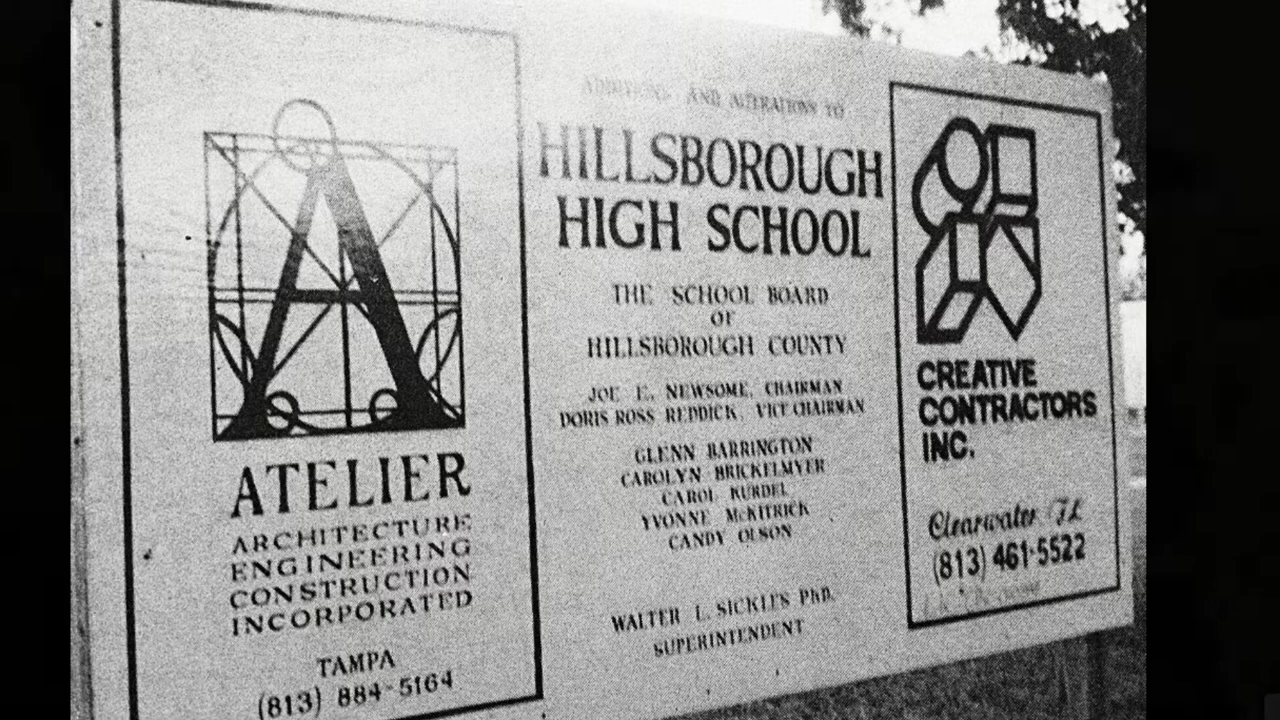 A
ATELIER
ARCHITECTURE
ENGINEERING
CONSTRUCTION
INCORPORATED
TAMPA
(813) 884-5164
ADDITIONS AND ALTERATIONS TO
HILLSBOROUGH
HIGH SCHOOL
THE SCHOOL BOARD
OF
HILLSBOROUGH COUNTY
JOE E. NEWSOME, CHAIRMAN
DORIS ROSS REDDICK, VICE CHAIRMAN
GLENN BARRINGTON
CAROLYN BRICKLMYER
CAROL KURDEL
YVONNE McKITRICK
CANDY OLSON
WALTER L. SICKLES PhD.
SUPERINTENDENT
CREATIVE
CONTRACTORS
INC.
Clearwater, FL
(813) 461-5522